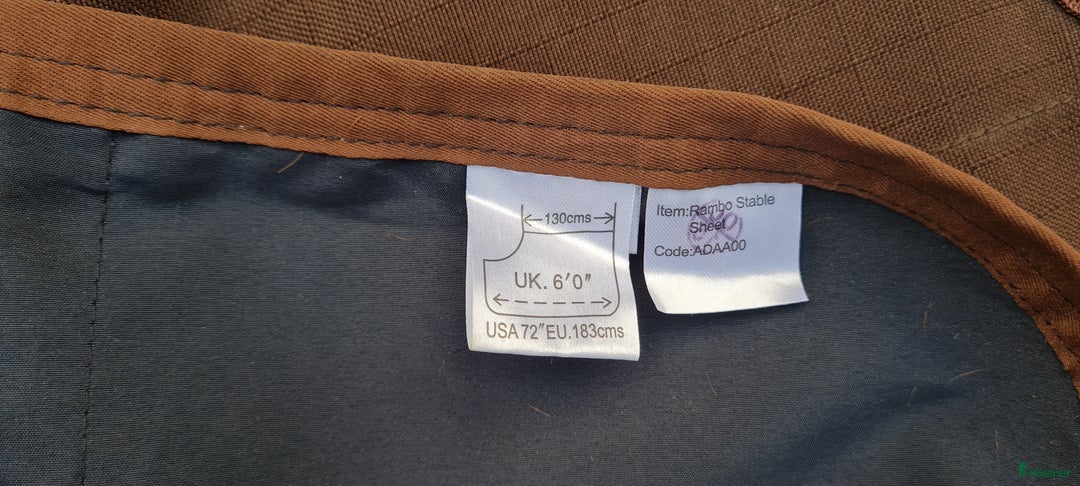 130cms
UK. 6'0"
USA 72" EU. 183cms
Item:Rambo Stable
Sheet
Code:ADAA00